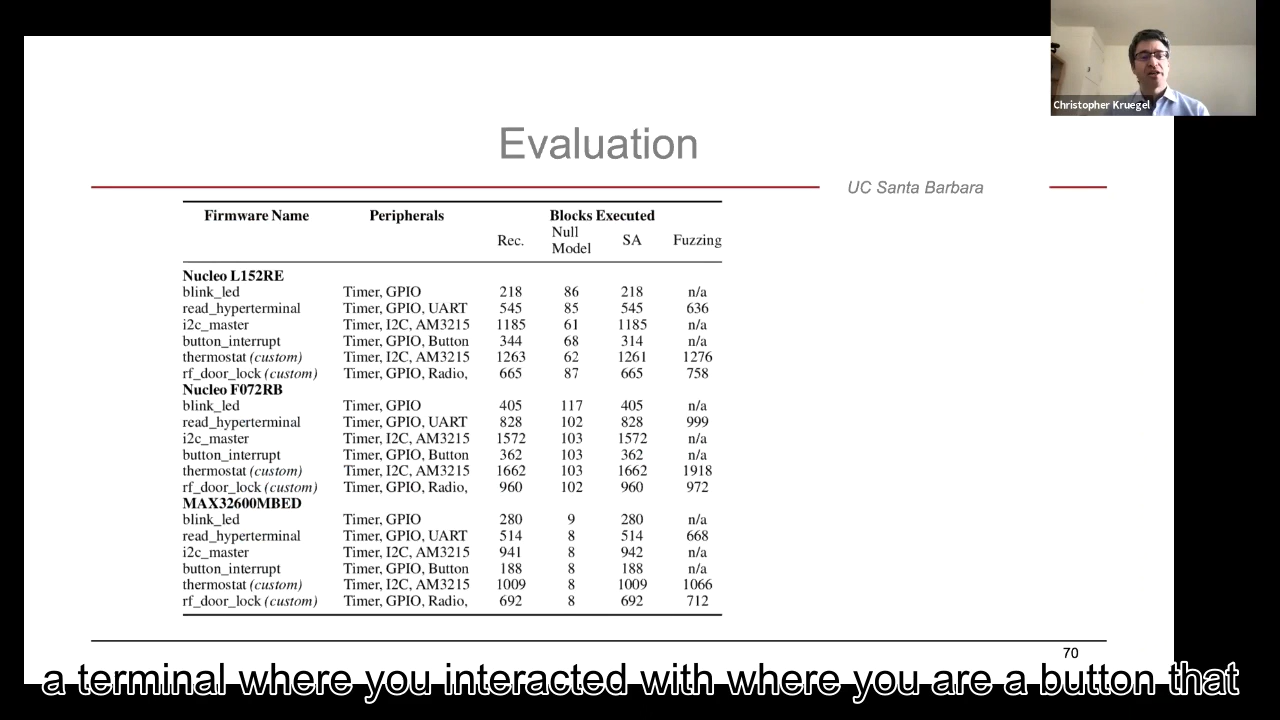 Christopher Kruegel
Evaluation
UC Santa Barbara
Firmware Name Peripherals Blocks Executed
Rec. Null Model SA Fuzzing
Nucleo L152RE
blink_led Timer, GPIO 218 86 218 n/a
read_hyperterminal Timer, GPIO, UART 545 85 545 636
i2c_master Timer, I2C, AM3215 1185 61 1185 n/a
button_interrupt Timer, GPIO, Button 344 68 314 n/a
thermostat (custom) Timer, I2C, AM3215 1263 62 1261 1276
rf_door_lock (custom) Timer, GPIO, Radio, 665 87 665 758
Nucleo F072RB
blink_led Timer, GPIO 405 117 405 n/a
read_hyperterminal Timer, GPIO, UART 828 102 828 999
i2c_master Timer, I2C, AM3215 1572 103 1572 n/a
button_interrupt Timer, GPIO, Button 362 103 362 n/a
thermostat (custom) Timer, I2C, AM3215 1662 103 1662 1918
rf_door_lock (custom) Timer, GPIO, Radio, 960 102 960 972
MAX32600MBED
blink_led Timer, GPIO 280 9 280 n/a
read_hyperterminal Timer, GPIO, UART 514 8 514 668
i2c_master Timer, I2C, AM3215 941 8 942 n/a
button_interrupt Timer, GPIO, Button 188 8 188 n/a
thermostat (custom) Timer, I2C, AM3215 1009 8 1009 1066
rf_door_lock (custom) Timer, GPIO, Radio, 692 8 692 712
70
a terminal where you interacted with where you are a button that